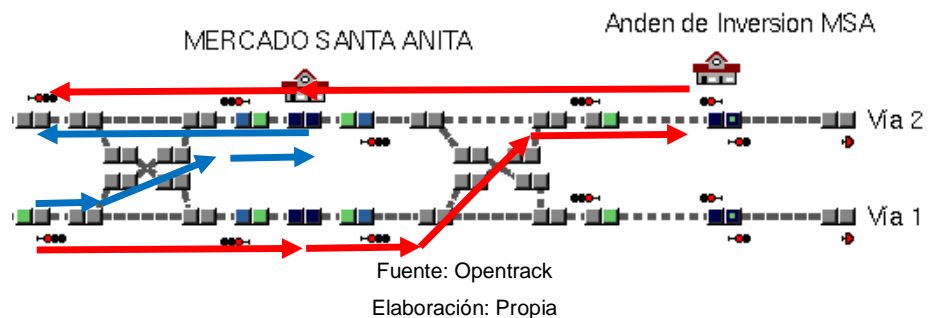 Anden de Inversion MSA
MERCADO SANTA ANITA
Vía 2
Vía 1
Fuente: Opentrack
Elaboración: Propia